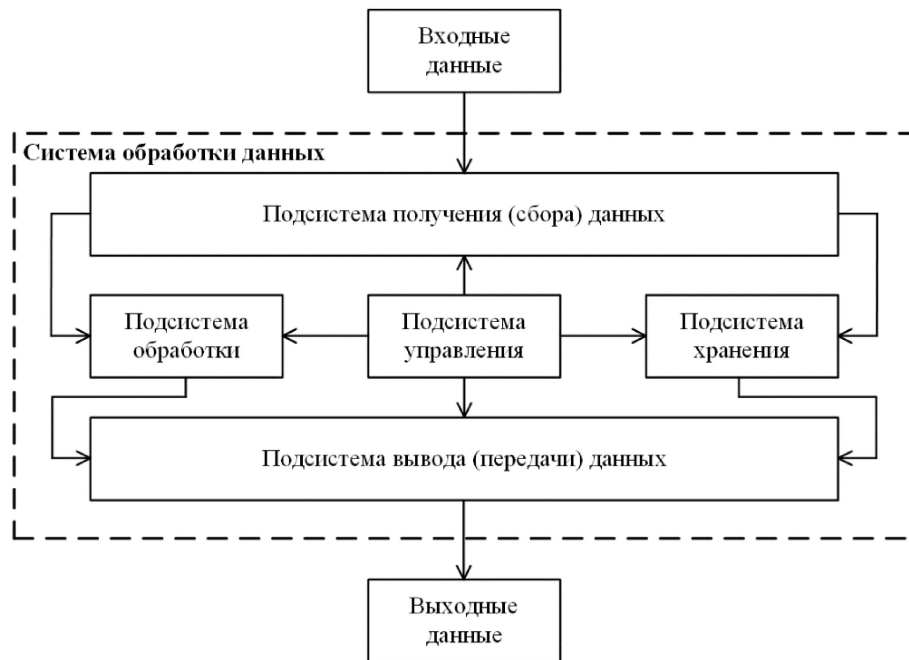 Входные
данные
Система обработки данных
Подсистема получения (сбора) данных
Подсистема
обработки
Подсистема
управления
Подсистема
хранения
Подсистема вывода (передачи) данных
Выходные
данные